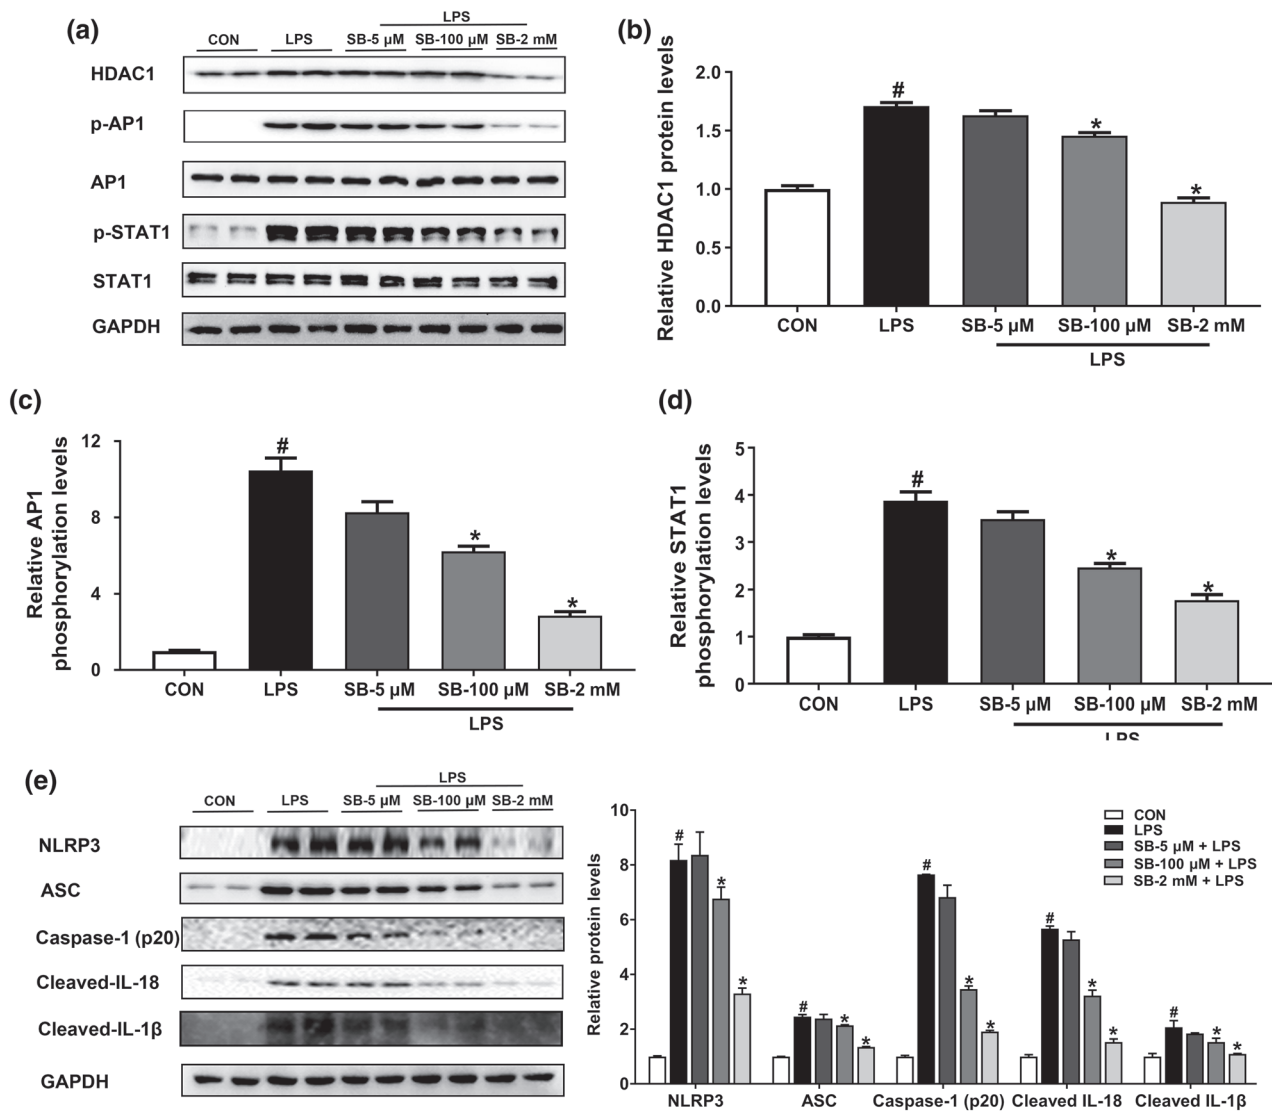 (a)
LPS
CON LPS SB-5 µM SB-100 µM SB-2 mM
HDAC1
p-AP1
AP1
p-STAT1
STAT1
GAPDH
(b)
Relative HDAC1 protein levels
2.0
1.5
1.0
0.5
0.0
#
*
*
CON LPS SB-5 µM SB-100 µM SB-2 mM
LPS
(c)
Relative AP1
phosphorylation levels
12
8
4
0
#
*
*
CON LPS SB-5 µM SB-100 µM SB-2 mM
LPS
(d)
Relative STAT1
phosphorylation levels
5
4
3
2
1
0
#
*
*
CON LPS SB-5 µM SB-100 µM SB-2 mM
LPS
(e)
LPS
CON LPS SB-5 µM SB-100 µM SB-2 mM
NLRP3
ASC
Caspase-1 (p20)
Cleaved-IL-18
Cleaved-IL-1β
GAPDH
Relative protein levels
10
8
6
4
2
0
# * *
# * *
# * *
# * *
# * *
CON
LPS
SB-5 µM + LPS
SB-100 µM + LPS
SB-2 mM + LPS
NLRP3 ASC Caspase-1 (p20) Cleaved IL-18 Cleaved IL-1β